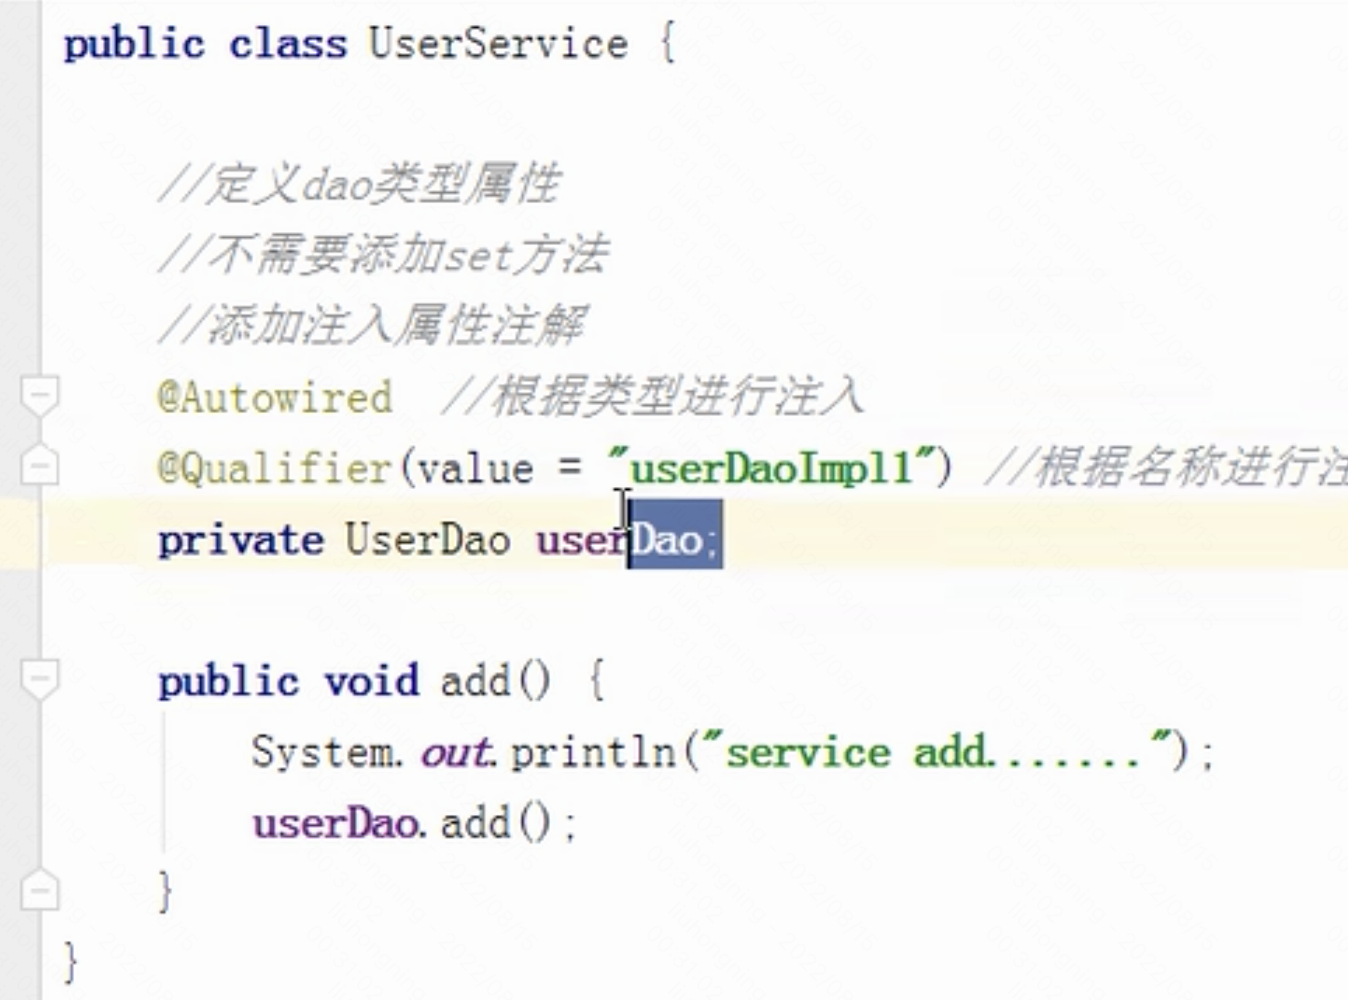 public class UserService {
//定义dao类型属性
//不需要添加set方法
//添加注入属性注解
@Autowired //根据类型进行注入
@Qualifier(value = "userDaoImpl1") //根据名称进行注
private UserDao userDao;
public void add() {
System.out.println("service add.......");
userDao.add();
}
}